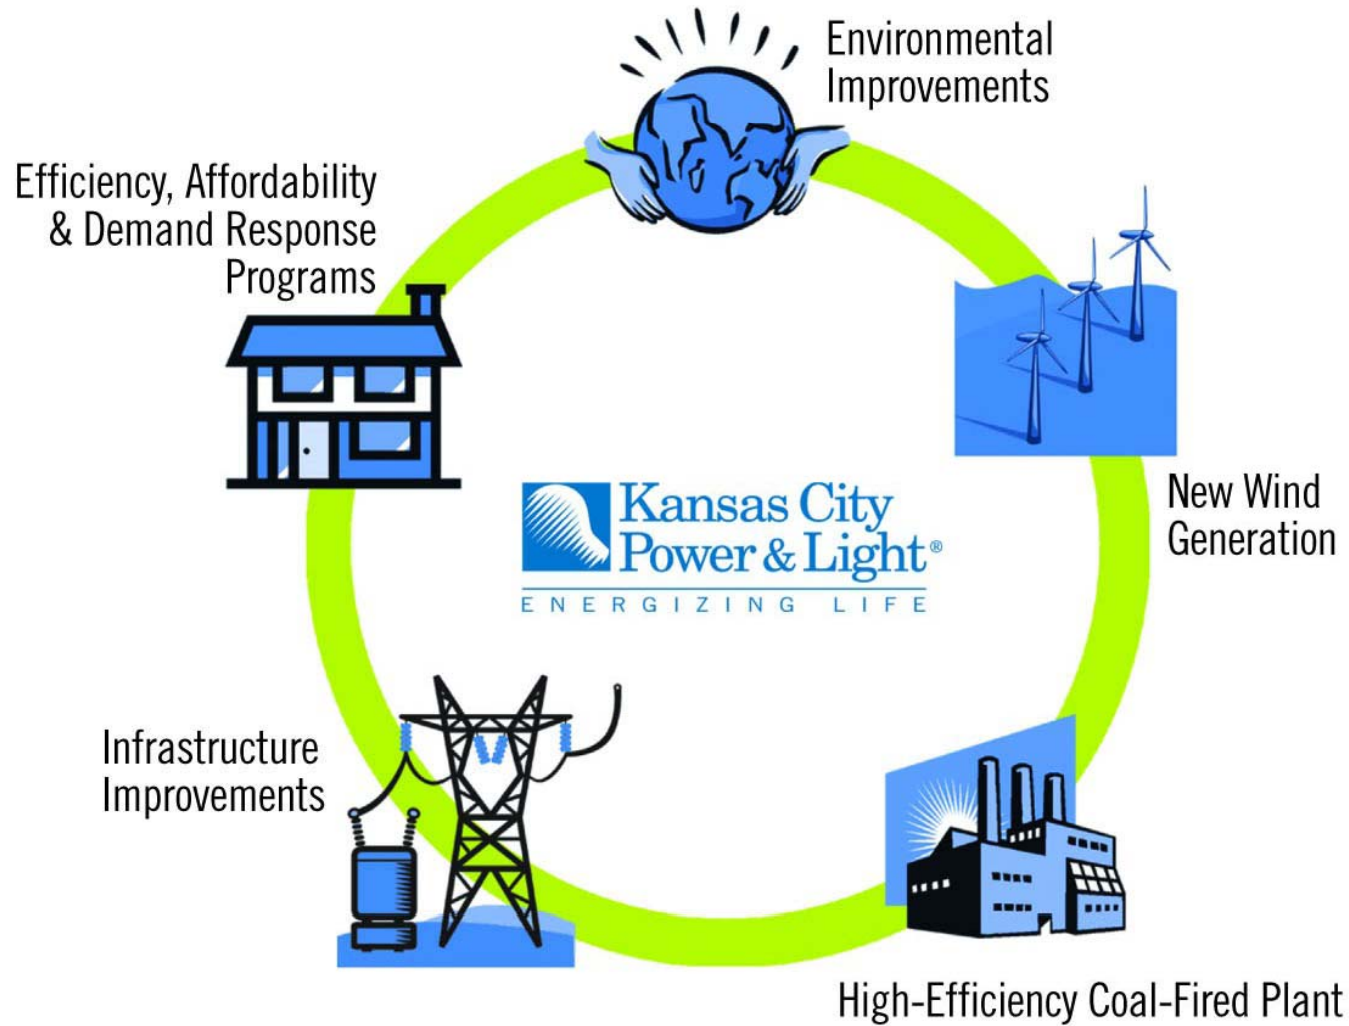 Environmental
Improvements
Efficiency, Affordability
& Demand Response
Programs
New Wind
Generation
Kansas City
Power & Light®
ENERGIZING LIFE
Infrastructure
Improvements
High-Efficiency Coal-Fired Plant